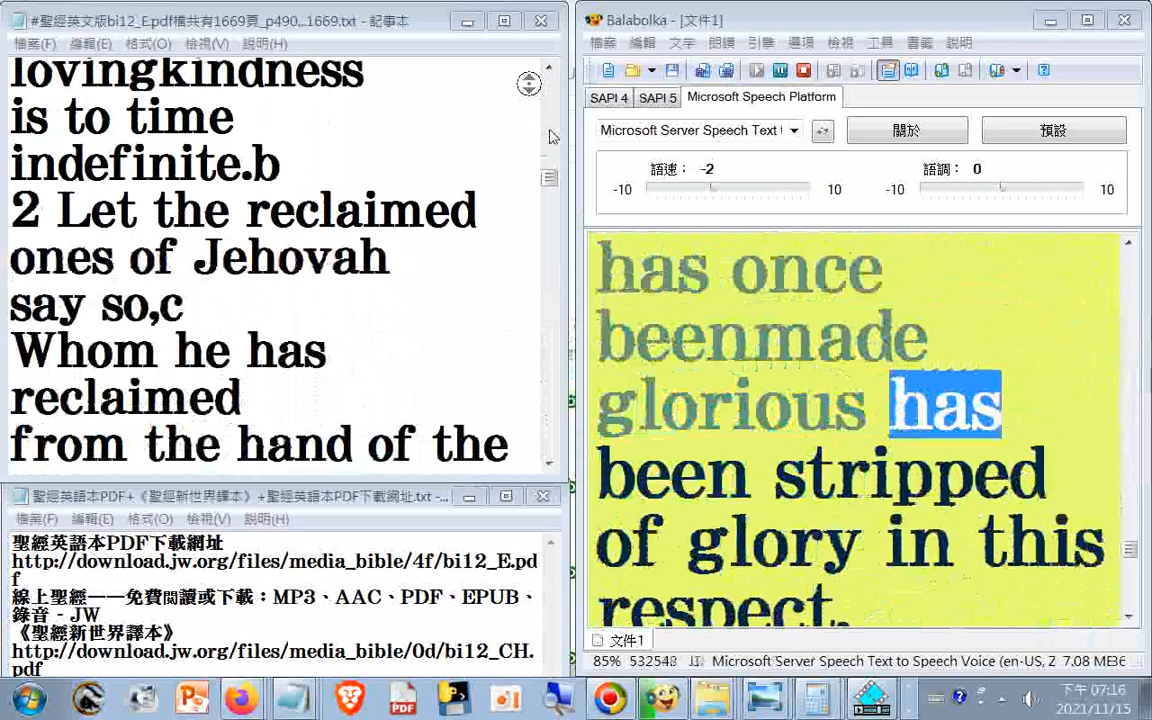 #聖經英文版bi12_E.pdf檔共有1669頁_p490,..1669.txt - 記事本
檔案(F) 編輯(E) 格式(O) 檢視(V) 說明(H)
lovingkindness
is to time
indefinite.b
2 Let the reclaimed
ones of Jehovah
say so,c
Whom he has
reclaimed
from the hand of the
聖經英語本PDF+《聖經新世界譯本》+聖經英語本PDF下載網址.txt -...
檔案(F) 編輯(E) 格式(O) 檢視(V) 說明(H)
聖經英語本PDF下載網址
http://download.jw.org/files/media_bible/4f/bi12_E.pd
f
線上聖經——免費閱讀或下載：MP3、AAC、PDF、EPUB、
錄音 - JW
《聖經新世界譯本》
http://download.jw.org/files/media_bible/0d/bi12_CH.
pdf
Balabolka - [文件1]
檔案 編輯 文字 朗讀 引擎 選項 檢視 工具 書籤 說明
SAPI 4 SAPI 5 Microsoft Speech Platform
Microsoft Server Speech Text 關於 預設
語速： -2 語調： 0
-10 10 -10 10
has once
beenmade
glorious has
been stripped
of glory in this
respect.
文件1
85% 532548 Microsoft Server Speech Text to Speech Voice (en-US, Z 7.08 MB
下午 07:16
2021/11/15